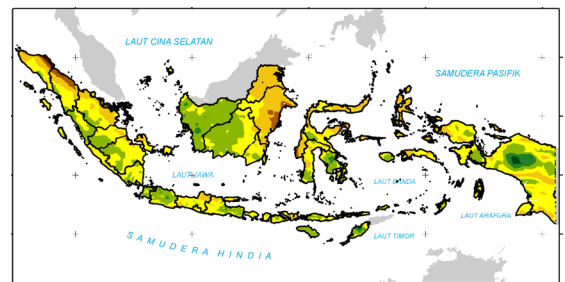 LAUT CINA SELATAN
SAMUDERA PASIFIK
LAUT JAWA
LAUT BANDA
LAUT ARAFURA
LAUT TIMOR
SAMUDERA HINDIA